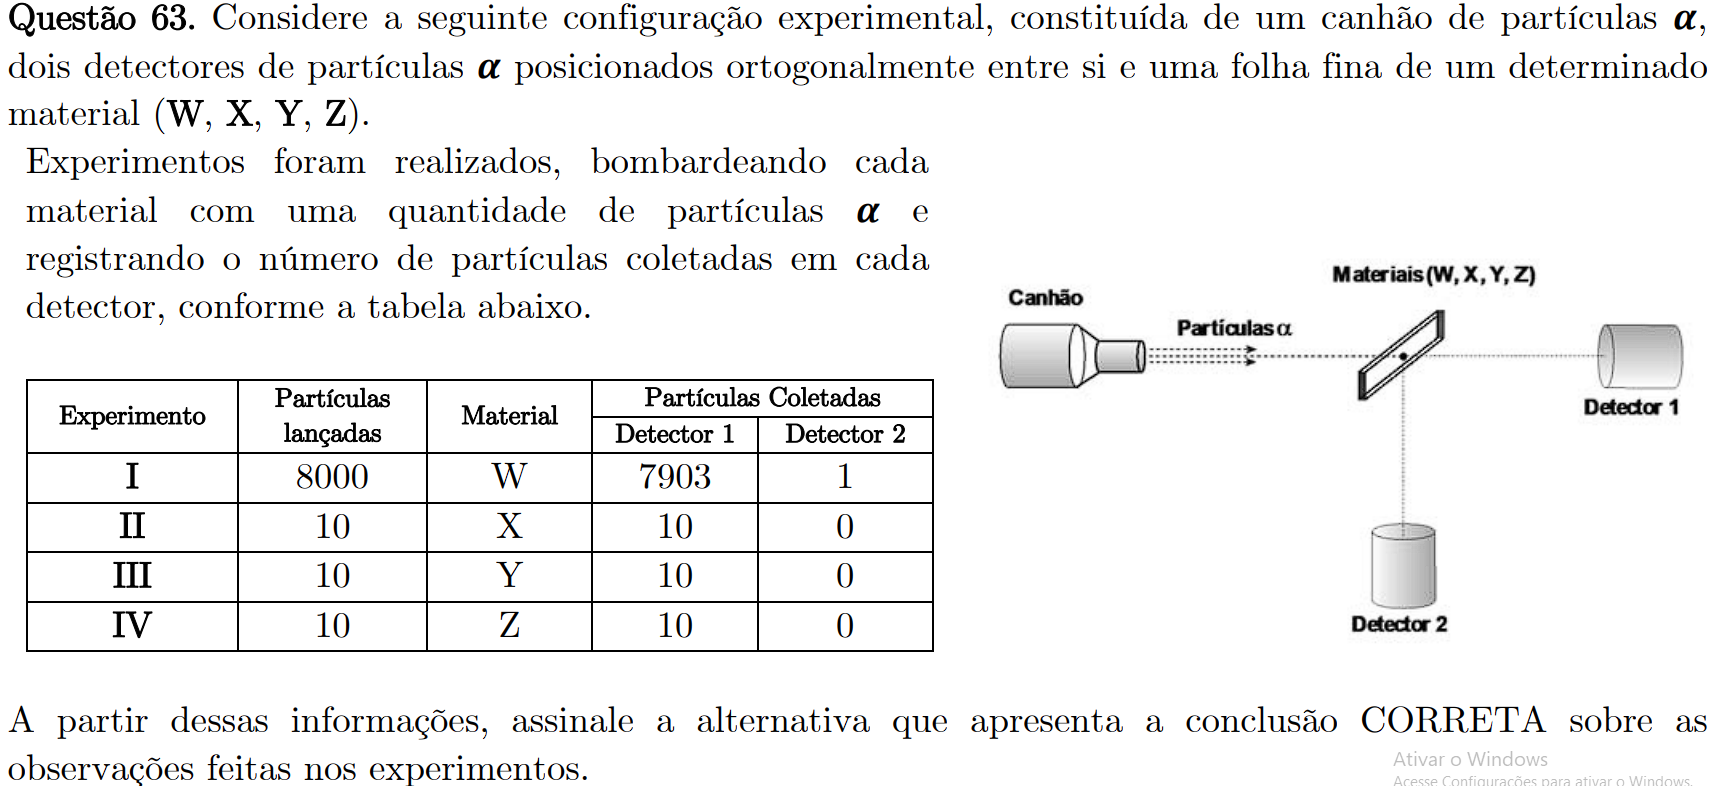 Questão 63. Considere a seguinte configuração experimental, constituída de um canhão de partículas α,
dois detectores de partículas α posicionados ortogonalmente entre si e uma folha fina de um determinado
material (W, X, Y, Z).
Experimentos foram realizados, bombardeando cada
material com uma quantidade de partículas α e
registrando o número de partículas coletadas em cada
detector, conforme a tabela abaixo.
Experimento
Partículas
lançadas
Material
Partículas Coletadas
Detector 1
Detector 2
I 8000 W 7903 1
II 10 X 10 0
III 10 Y 10 0
IV 10 Z 10 0
Materiais (W, X, Y, Z)
Canhão
Partículas α
Detector 1
Detector 2
A partir dessas informações, assinale a alternativa que apresenta a conclusão CORRETA sobre as
observações feitas nos experimentos.
Ativar o Windows
Acesse Configurações para ativar o Windows.